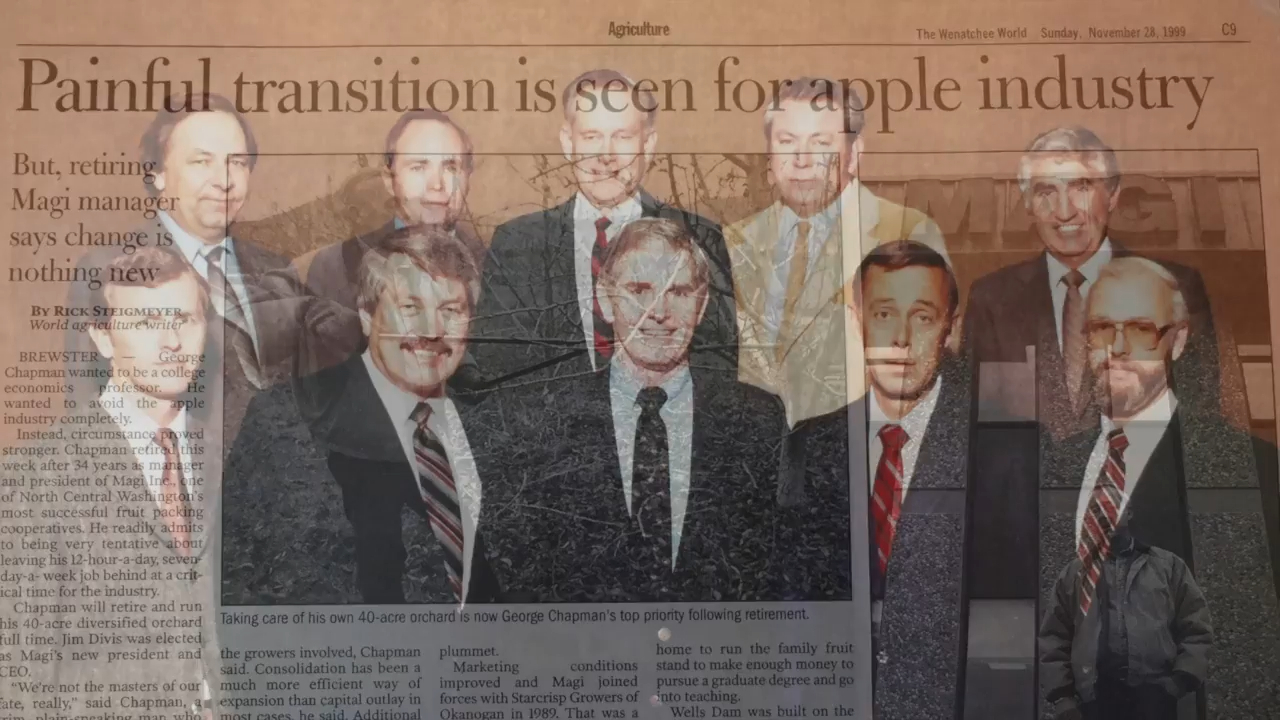 Agriculture
The Wenatchee World Sunday, November 28, 1999 C9
Painful transition is seen for apple industry
But, retiring
Magi manager
says change is
nothing new
By Rick Steigmeyer
World agriculture writer
BREWSTER — George
Chapman wanted to be a college
economics professor. He
wanted to avoid the apple
industry completely.
Instead, circumstance proved
stronger. Chapman retired this
week after 34 years as manager
and president of Magi Inc., one
of North Central Washington's
most successful fruit packing
cooperatives. He readily admits
to being very tentative about
leaving his 12-hour-a-day, seven-
day-a-week job behind at a crit-
ical time for the industry.
Chapman will retire and run
his 40-acre diversified orchard
full time. Jim Divis was elected
as Magi's new president and
CEO.
"We're not the masters of our
fate, really," said Chapman, a
plain-speaking man who
MAGI
Taking care of his own 40-acre orchard is now George Chapman's top priority following retirement.
the growers involved, Chapman
said. Consolidation has been a
much more efficient way of
expansion than capital outlay in
most cases, he said. Additional
plummet.
Marketing conditions
improved and Magi joined
forces with Starcrisp Growers of
Okanogan in 1989. That was a
home to run the family fruit
stand to make enough money to
pursue a graduate degree and go
into teaching.
Wells Dam was built on the